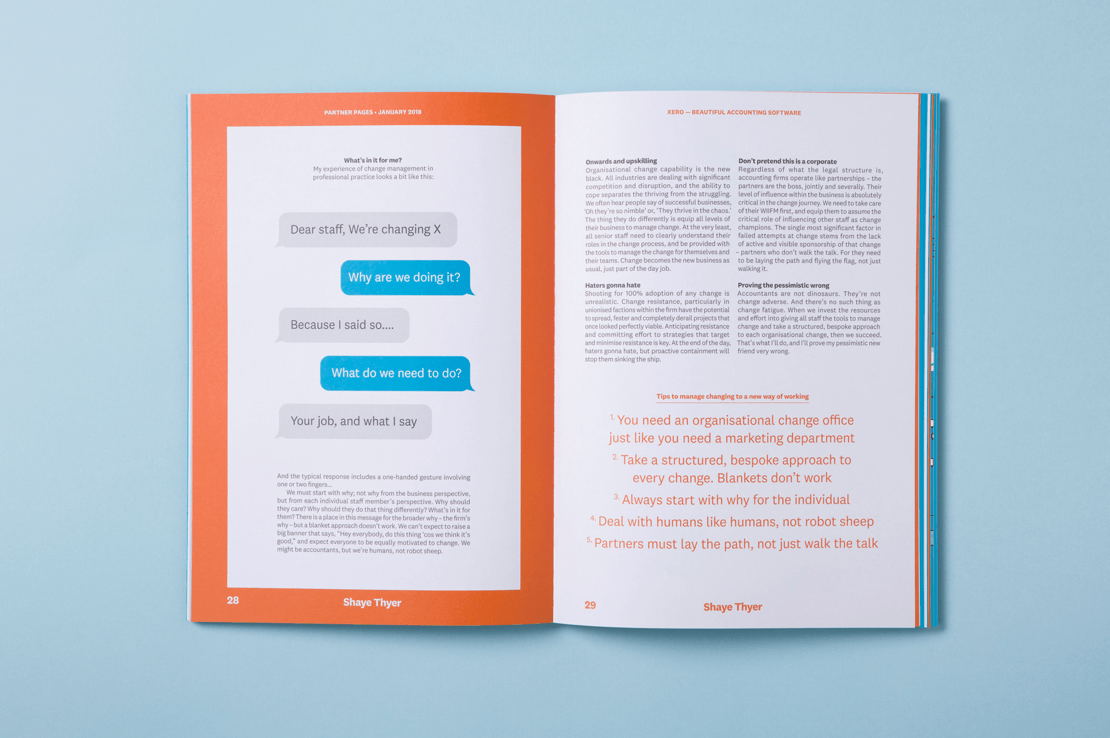 PARTNER PAGES • JANUARY 2018
What's in it for me?
My experience of change management in
professional practice looks a bit like this:
Dear staff, We're changing X
Why are we doing it?
Because I said so....
What do we need to do?
Your job, and what I say
And the typical response includes a one-handed gesture involving
one or two fingers...
We must start with why; not why from the business perspective,
but from each individual staff member's perspective. Why should
they care? Why should they do that thing differently? What's in it for
them? There is a place in this message for the broader why – the firm's
why – but a blanket approach doesn't work. We can't expect to raise a
big banner that says, "Hey everybody, do this thing 'cos we think it's
good," and expect everyone to be equally motivated to change. We
might be accountants, but we're humans, not robot sheep.
28
Shaye Thyer
XERO — BEAUTIFUL ACCOUNTING SOFTWARE
Onwards and upskilling
Organisational change capability is the new
black. All industries are dealing with significant
competition and disruption, and the ability to
cope separates the thriving from the struggling.
We often hear people say of successful businesses,
'Oh they're so nimble' or, 'They thrive in the chaos.'
The thing they do differently is equip all levels of
their business to manage change. At the very least,
all senior staff need to clearly understand their
roles in the change process, and be provided with
the tools to manage the change for themselves and
their teams. Change becomes the new business as
usual, just part of the day job.
Haters gonna hate
Shooting for 100% adoption of any change is
unrealistic. Change resistance, particularly in
unionised factions within the firm have the potential
to spread, fester and completely derail projects that
once looked perfectly viable. Anticipating resistance
and committing effort to strategies that target
and minimise resistance is key. At the end of the day,
haters gonna hate, but proactive containment will
stop them sinking the ship.
Don't pretend this is a corporate
Regardless of what the legal structure is,
accounting firms operate like partnerships – the
partners are the boss, jointly and severally. Their
level of influence within the business is absolutely
critical in the change journey. We need to take care
of their WIIFM first, and equip them to assume the
critical role of influencing other staff as change
champions. The single most significant factor in
failed attempts at change stems from the lack
of active and visible sponsorship of that change
– partners who don't walk the talk. For they need
to be laying the path and flying the flag, not just
walking it.
Proving the pessimistic wrong
Accountants are not dinosaurs. They're not
change adverse. And there's no such thing as
change fatigue. When we invest the resources
and effort into giving all staff the tools to manage
change and take a structured, bespoke approach
to each organisational change, then we succeed.
That's what I'll do, and I'll prove my pessimistic new
friend very wrong.
Tips to manage changing to a new way of working
1. You need an organisational change office
just like you need a marketing department
2. Take a structured, bespoke approach to
every change. Blankets don't work
3. Always start with why for the individual
4. Deal with humans like humans, not robot sheep
5. Partners must lay the path, not just walk the talk
29
Shaye Thyer